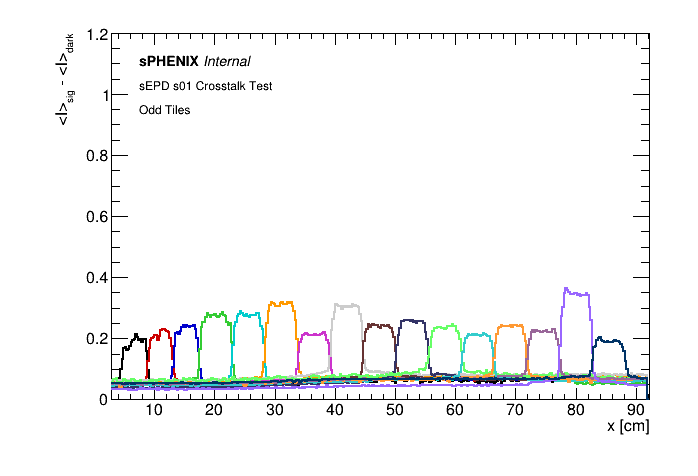 1.2
1
0.8
0.6
0.4
0.2
0
<I>sig - <I>dark
sPHENIX Internal
sEPD s01 Crosstalk Test
Odd Tiles
10 20 30 40 50 60 70 80 90
x [cm]